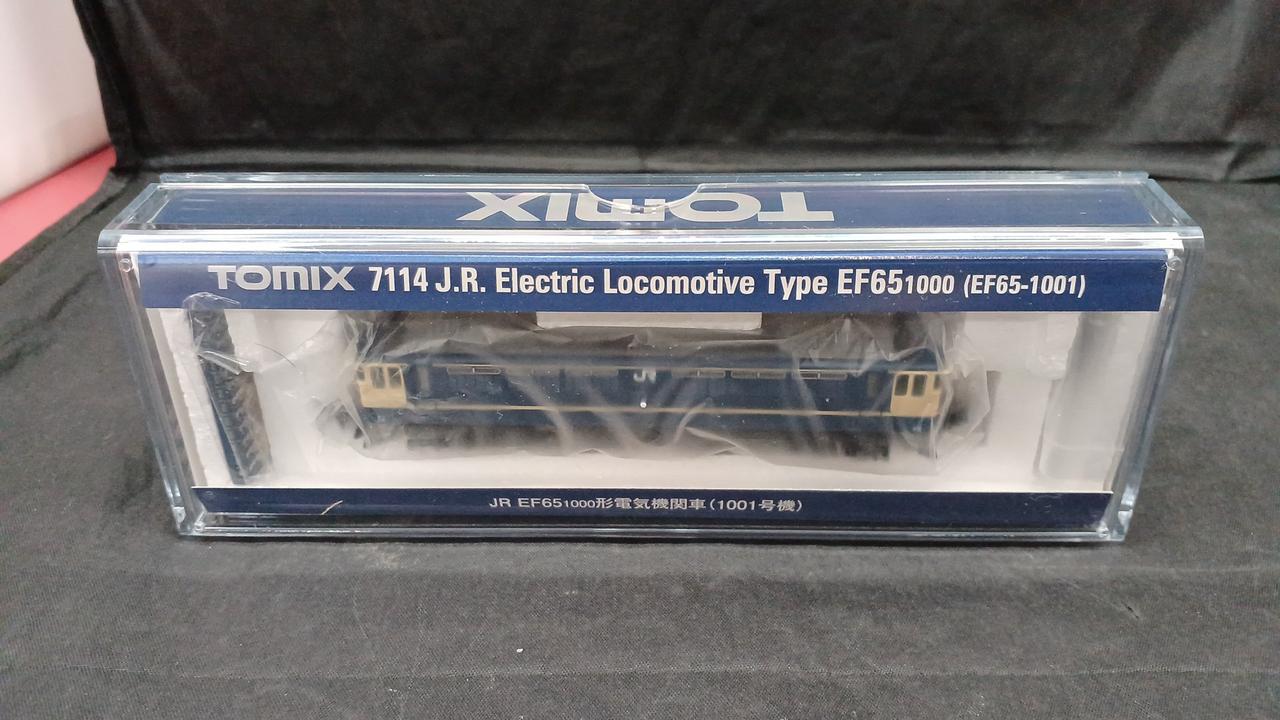 TOMIX
TOMIX 7114 J.R. Electric Locomotive Type EF651000 (EF65-1001)
JR EF651000形電気機関車(1001号機)